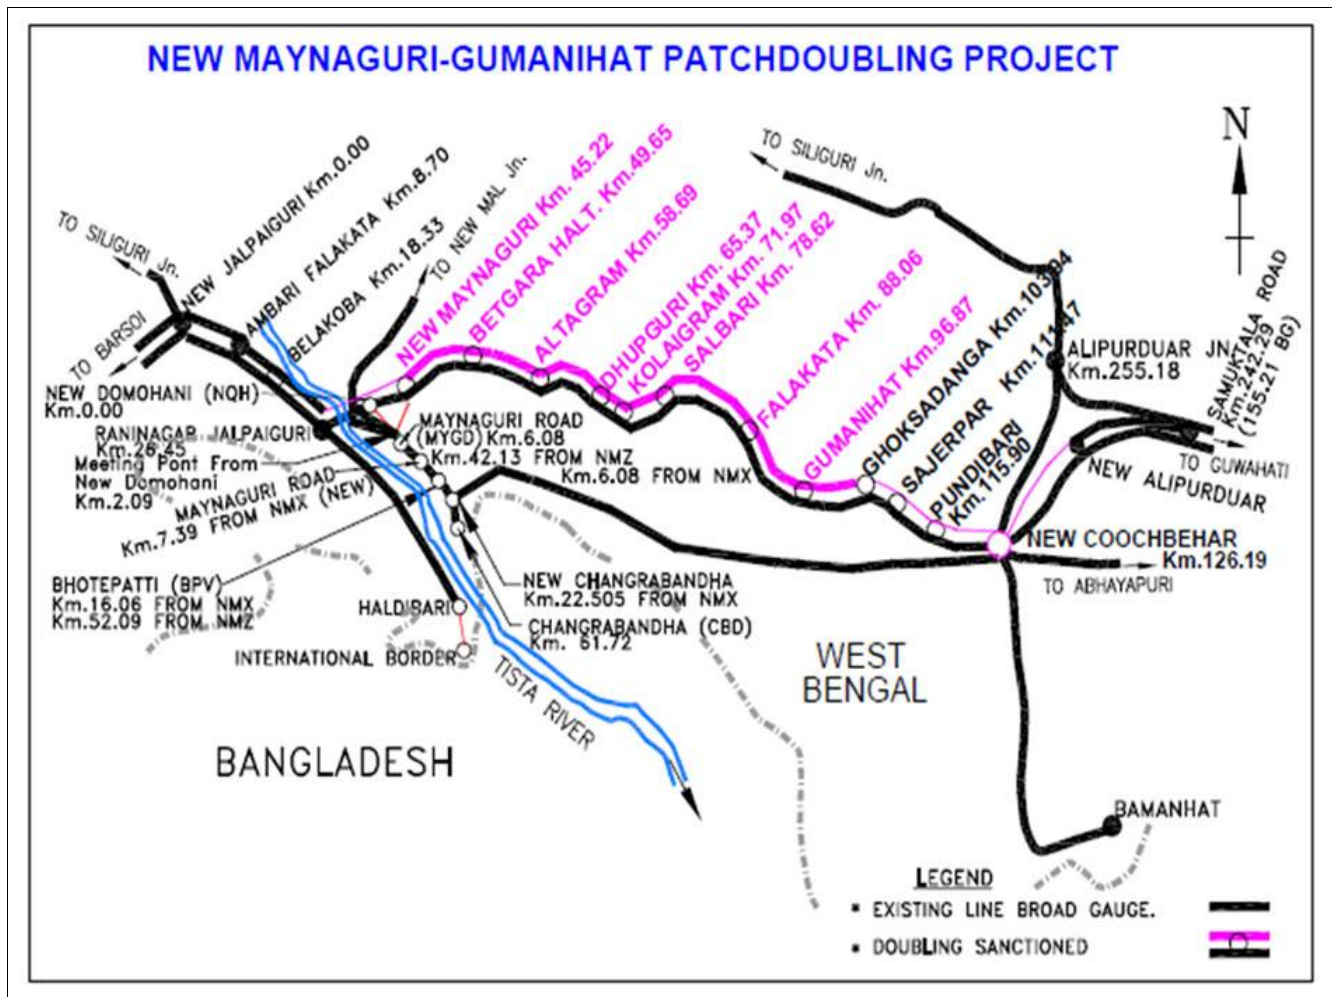 NEW MAYNAGURI-GUMANIHAT PATCHDOUBLING PROJECT
N
TO SILIGURI Jn.
TO BARSOI
NEW JALPAIGURI Km.0.00
AMBARI FALAKATA Km.8.70
BELAKOBA Km.18.33
TO NEW MAL Jn.
NEW MAYNAGURI Km. 45.22
BETGARA HALT. Km.49.65
ALTAGRAM Km.58.69
DHUPGURI Km. 65.37
KOLAIGRAM Km. 71.97
SALBARI Km. 78.62
FALAKATA Km. 88.06
GUMANIHAT Km.96.87
GHOKSADANGA Km.103.94
SAJERPAR Km. 111.47
PUNDIBARI
Km.115.90
TO SILIGURI Jn.
ALIPURDUAR JN.
Km.255.18
SAMUKTALA ROAD
Km.242.29
(155.21 BG)
TO GUWAHATI
NEW ALIPURDUAR
NEW COOCHBEHAR
Km.126.19
TO ABHAYAPURI
NEW DOMOHANI (NQH)
Km.0.00
RANINAGAR JALPAIGURI
Km.26.45
Meeting Pont From
New Domohani
Km.2.09
MAYNAGURI ROAD
(MYGD) Km.6.08
Km.42.13 FROM NMZ
Km.6.08 FROM NMX
MAYNAGURI ROAD
Km.7.39 FROM NMX (NEW)
BHOTEPATTI (BPV)
Km.16.06 FROM NMX
Km.52.09 FROM NMZ
NEW CHANGRABANDHA
Km.22.505 FROM NMX
CHANGRABANDHA (CBD)
Km. 61.72
HALDIBARI
INTERNATIONAL BORDER
TISTA RIVER
WEST
BENGAL
BANGLADESH
BAMANHAT
LEGEND
* EXISTING LINE BROAD GAUGE.
* DOUBLING SANCTIONED